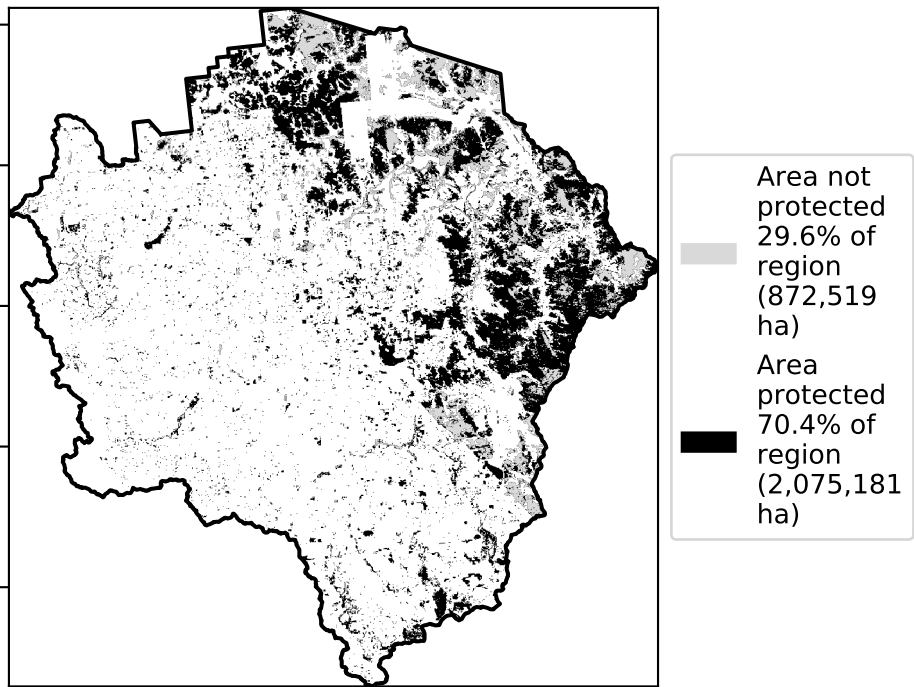 Area not
protected
29.6% of
region
(872,519
ha)
Area
protected
70.4% of
region
(2,075,181
ha)